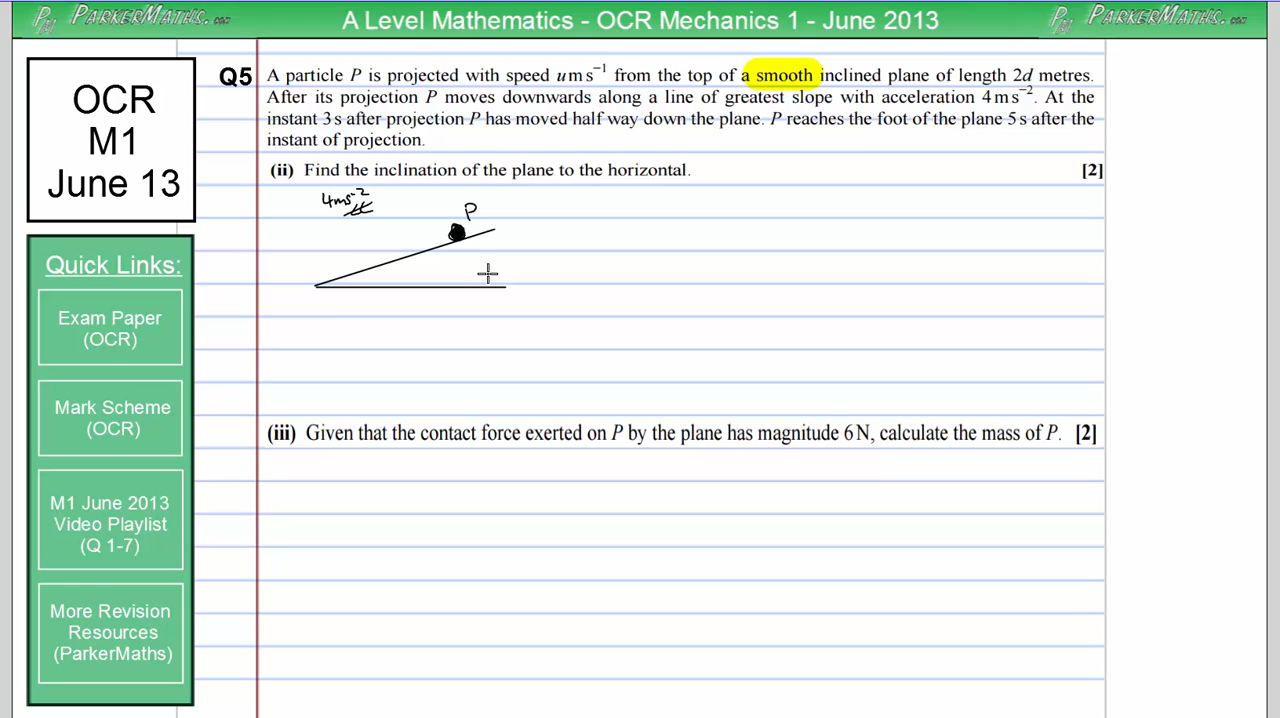 PARKERMATHS.COM
A Level Mathematics - OCR Mechanics 1 - June 2013
PARKERMATHS.COM
OCR
M1
June 13
Quick Links:
Exam Paper
(OCR)
Mark Scheme
(OCR)
M1 June 2013
Video Playlist
(Q 1-7)
More Revision
Resources
(ParkerMaths)
Q5 A particle P is projected with speed u m s⁻¹ from the top of a smooth inclined plane of length 2d metres.
After its projection P moves downwards along a line of greatest slope with acceleration 4 m s⁻². At the
instant 3 s after projection P has moved half way down the plane. P reaches the foot of the plane 5 s after the
instant of projection.
(ii) Find the inclination of the plane to the horizontal. [2]
4ms⁻²
P
(iii) Given that the contact force exerted on P by the plane has magnitude 6 N, calculate the mass of P. [2]